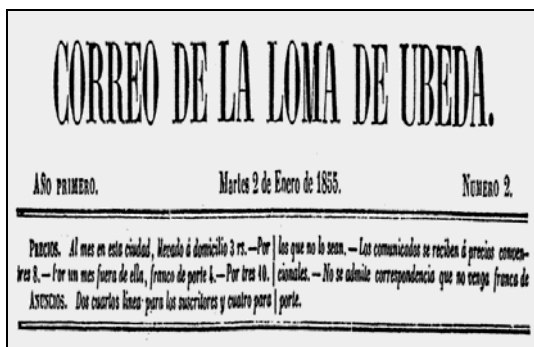 CORREO DE LA LOMA DE UBEDA.
AÑO PRIMERO. Martes 2 de Enero de 1855. NUMERO 2.
PRECIOS. Al mes en esta ciudad, llevado á domicilio 3 rs.—Por
tres 8.—Por un mes fuera de ella, franco de porte 4.—Por tres 10.
ANUNCIOS. Dos cuartos linea para los suscritores y cuatro para
los que no lo sean.—Los comunicados se reciben á precios conven-
cionales.—No se admite correspondencia que no venga franca de
porte.